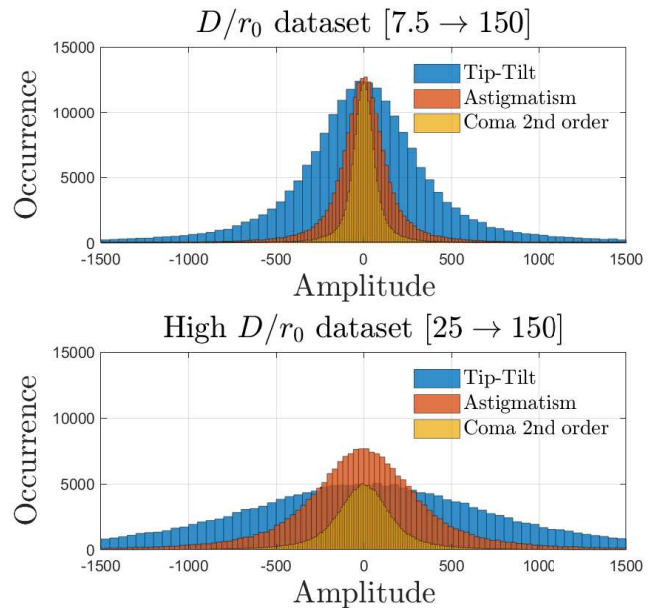 D/r₀ dataset [7.5 → 150]
15000
10000
5000
0
Occurrence
Tip-Tilt
Astigmatism
Coma 2nd order
-1500 -1000 -500 0 500 1000 1500
Amplitude
High D/r₀ dataset [25 → 150]
15000
10000
5000
0
Occurrence
Tip-Tilt
Astigmatism
Coma 2nd order
-1500 -1000 -500 0 500 1000 1500
Amplitude